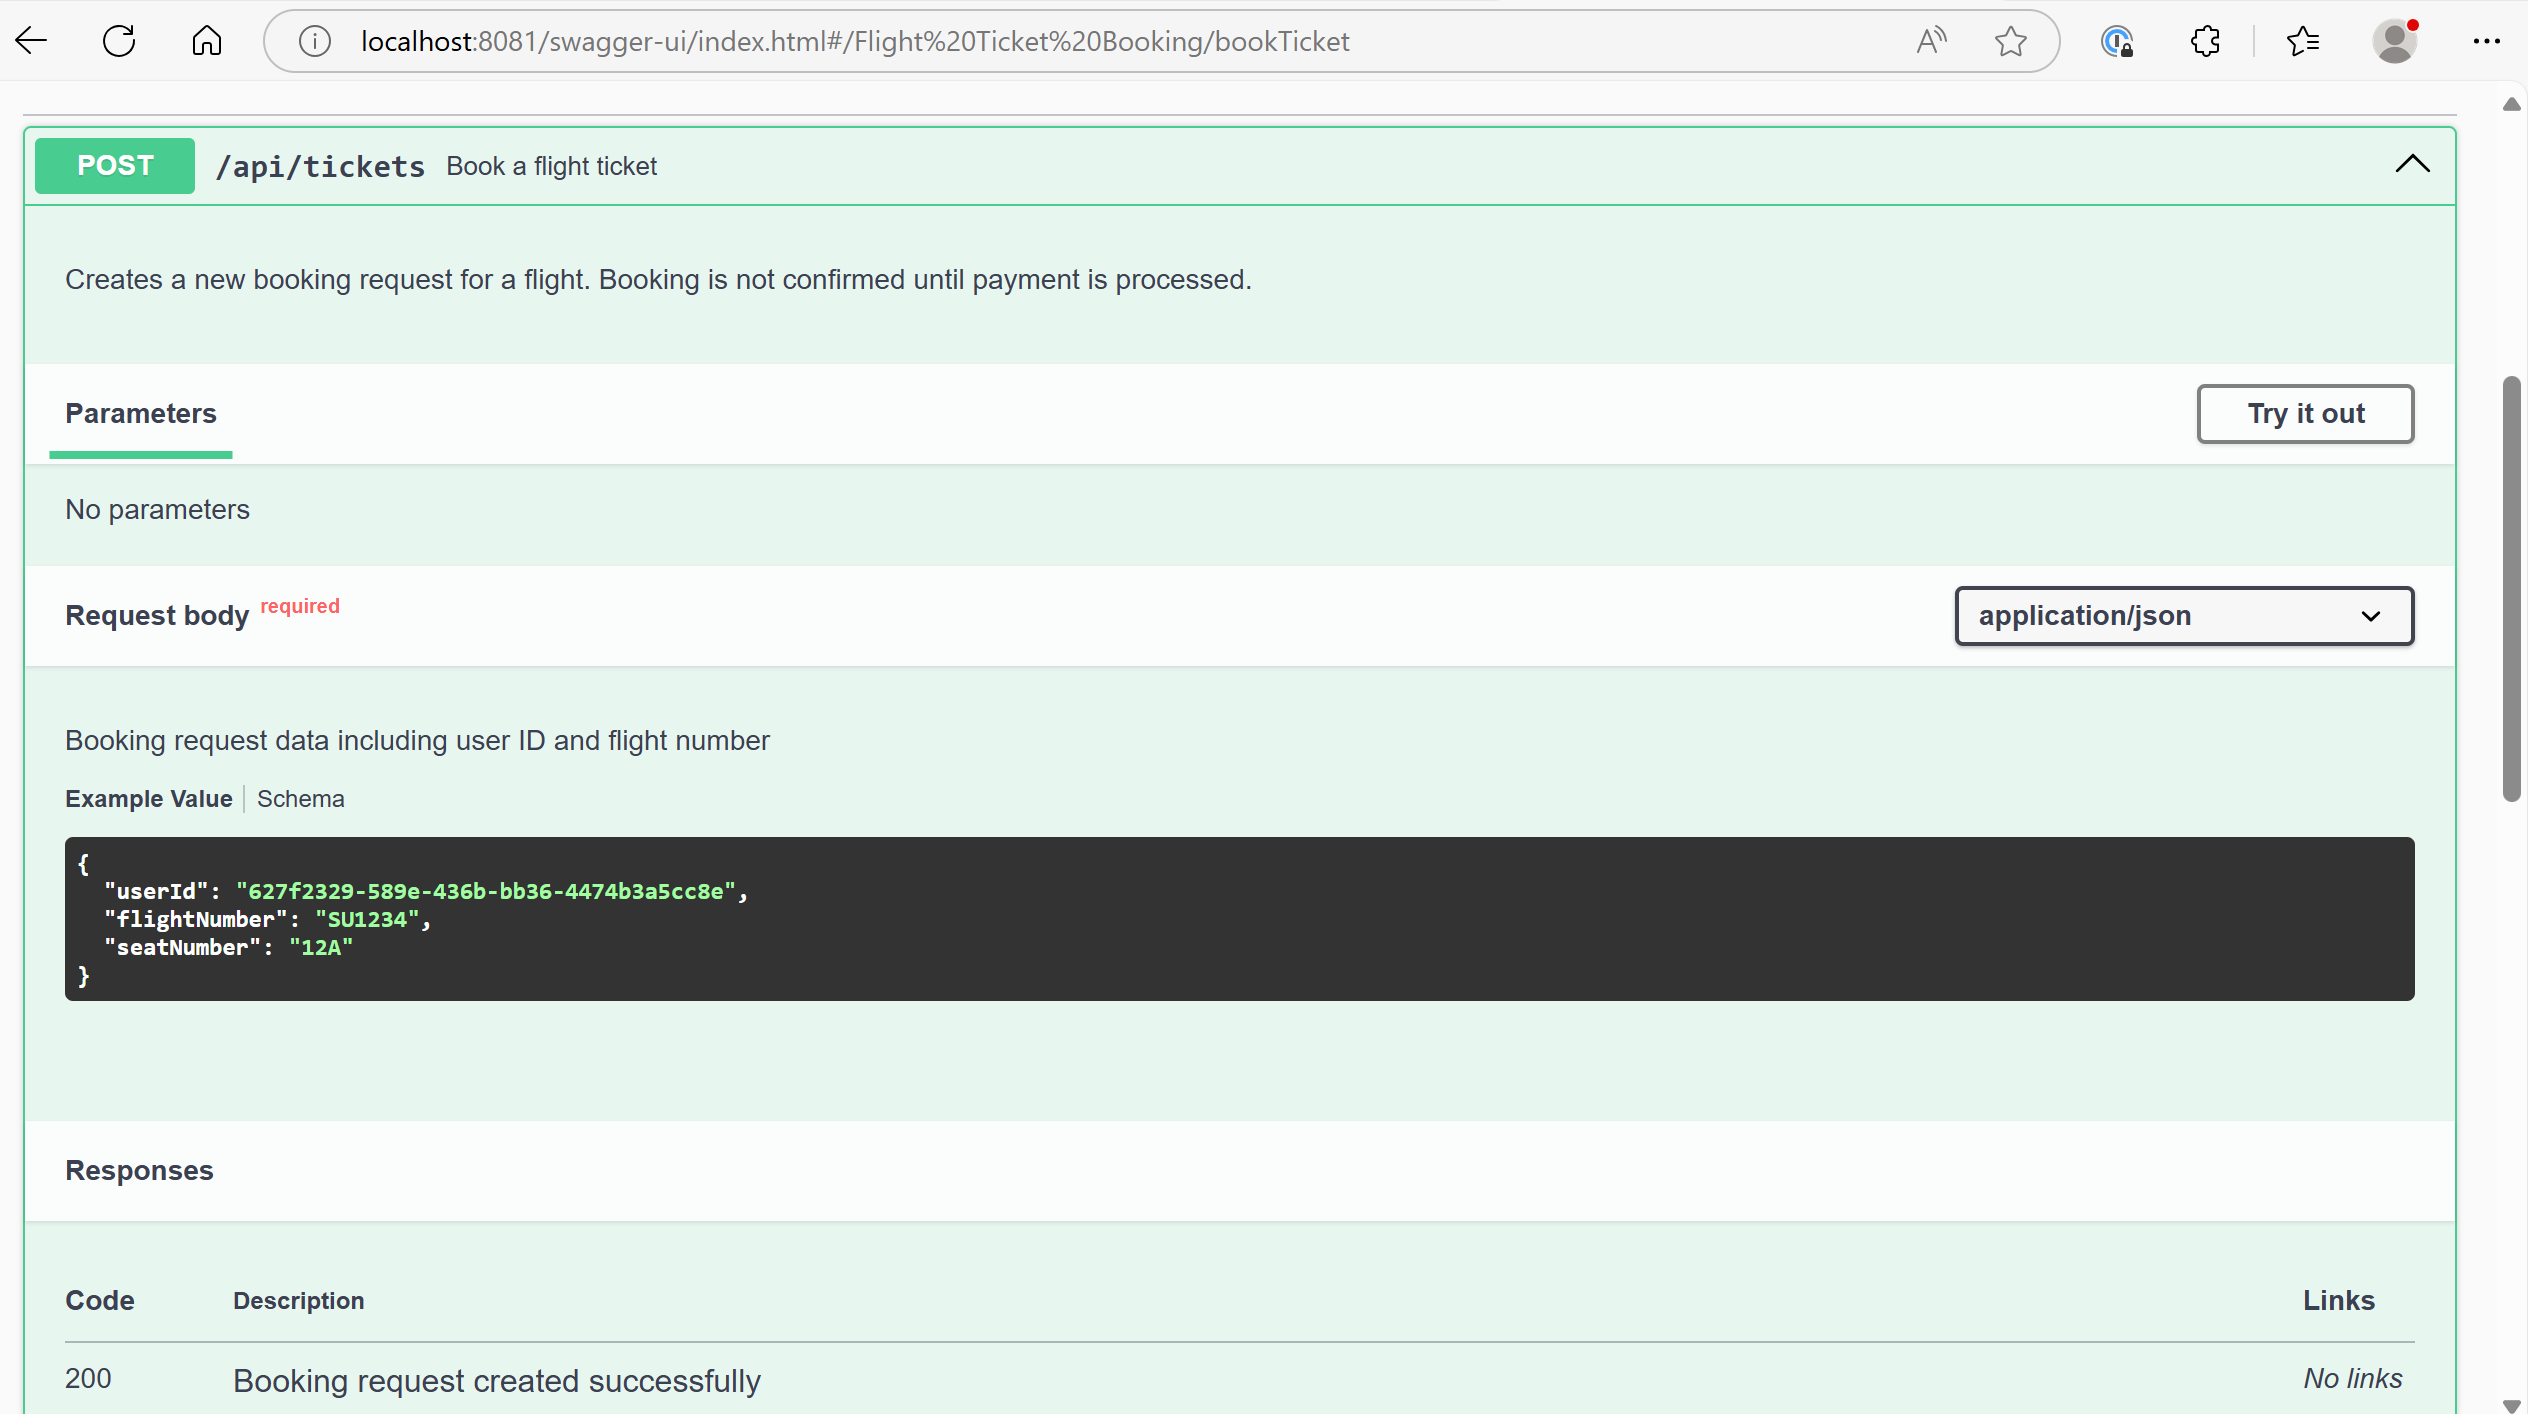 localhost:8081/swagger-ui/index.html#/Flight%20Ticket%20Booking/bookTicket
POST /api/tickets Book a flight ticket
Creates a new booking request for a flight. Booking is not confirmed until payment is processed.
Parameters
Try it out
No parameters
Request body required
application/json
Booking request data including user ID and flight number
Example Value Schema
{
"userId": "627f2329-589e-436b-bb36-4474b3a5cc8e",
"flightNumber": "SU1234",
"seatNumber": "12A"
}
Responses
Code Description Links
200 Booking request created successfully No links